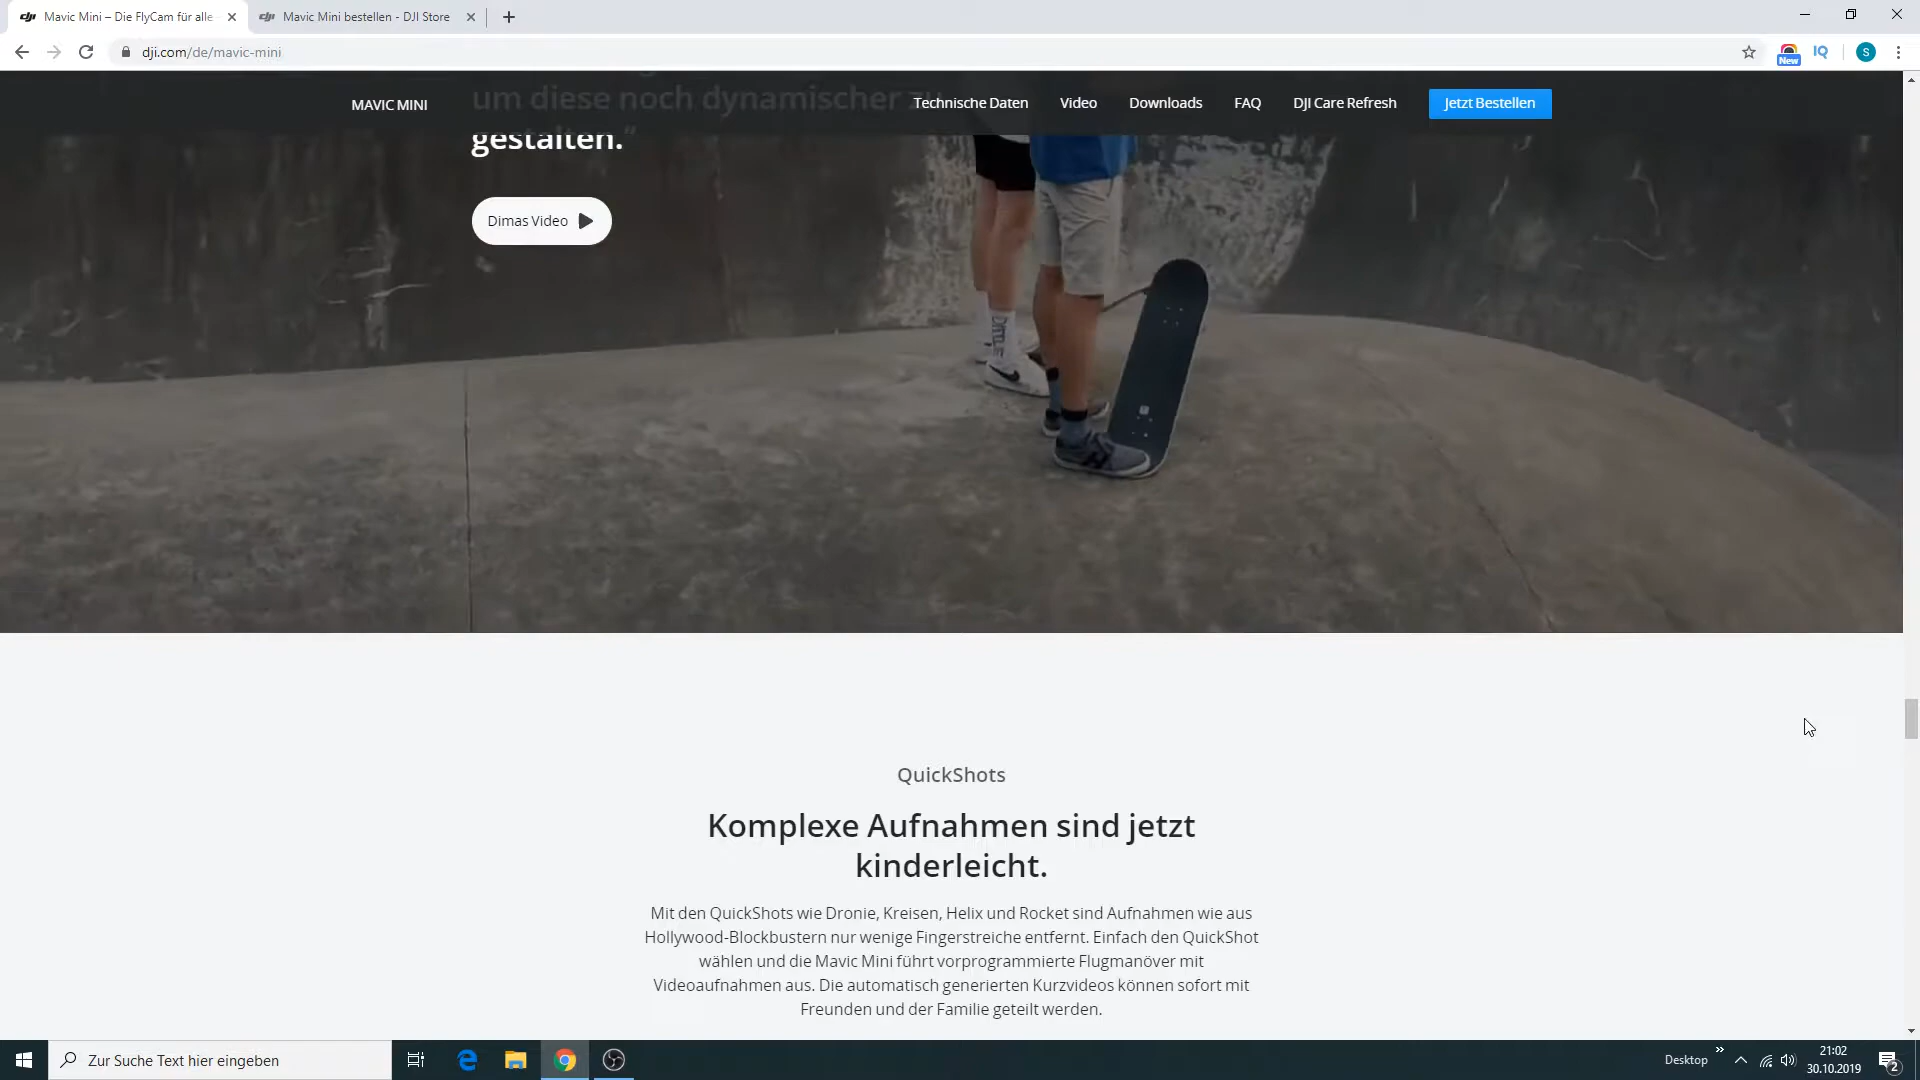 Mavic Mini – Die FlyCam für alle
Mavic Mini bestellen - DJI Store
dji.com/de/mavic-mini
New
IQ
S
MAVIC MINI
Technische Daten
Video
Downloads
FAQ
DJI Care Refresh
Jetzt Bestellen
um diese noch dynamischer zu
gestalten.“
Dimas Video
QuickShots
Komplexe Aufnahmen sind jetzt
kinderleicht.
Mit den QuickShots wie Dronie, Kreisen, Helix und Rocket sind Aufnahmen wie aus
Hollywood-Blockbustern nur wenige Fingerstreiche entfernt. Einfach den QuickShot
wählen und die Mavic Mini führt vorprogrammierte Flugmanöver mit
Videoaufnahmen aus. Die automatisch generierten Kurzvideos können sofort mit
Freunden und der Familie geteilt werden.
Zur Suche Text hier eingeben
Desktop
21:02
30.10.2019
2